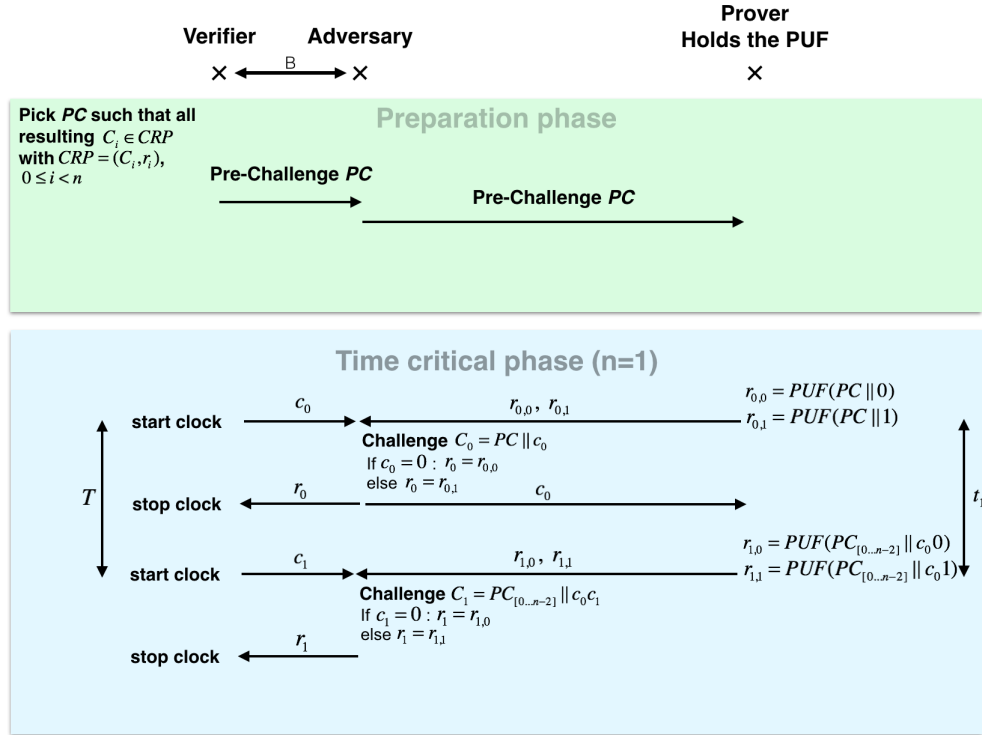 Verifier
Adversary
Prover
Holds the PUF
B
Preparation phase
Pick PC such that all
resulting C_i ∈ CRP
with CRP = (C_i, r_i),
0 ≤ i < n
Pre-Challenge PC
Pre-Challenge PC
Time critical phase (n=1)
start clock
c_0
r_{0,0}, r_{0,1}
r_{0,0} = PUF(PC || 0)
r_{0,1} = PUF(PC || 1)
Challenge C_0 = PC || c_0
If c_0 = 0 : r_0 = r_{0,0}
else r_0 = r_{0,1}
T
stop clock
r_0
c_0
t_1
start clock
c_1
r_{1,0}, r_{1,1}
r_{1,0} = PUF(PC_{[0...n−2]} || c_0 0)
r_{1,1} = PUF(PC_{[0...n−2]} || c_0 1)
Challenge C_1 = PC_{[0...n−2]} || c_0 c_1
If c_1 = 0 : r_1 = r_{1,0}
else r_1 = r_{1,1}
stop clock
r_1